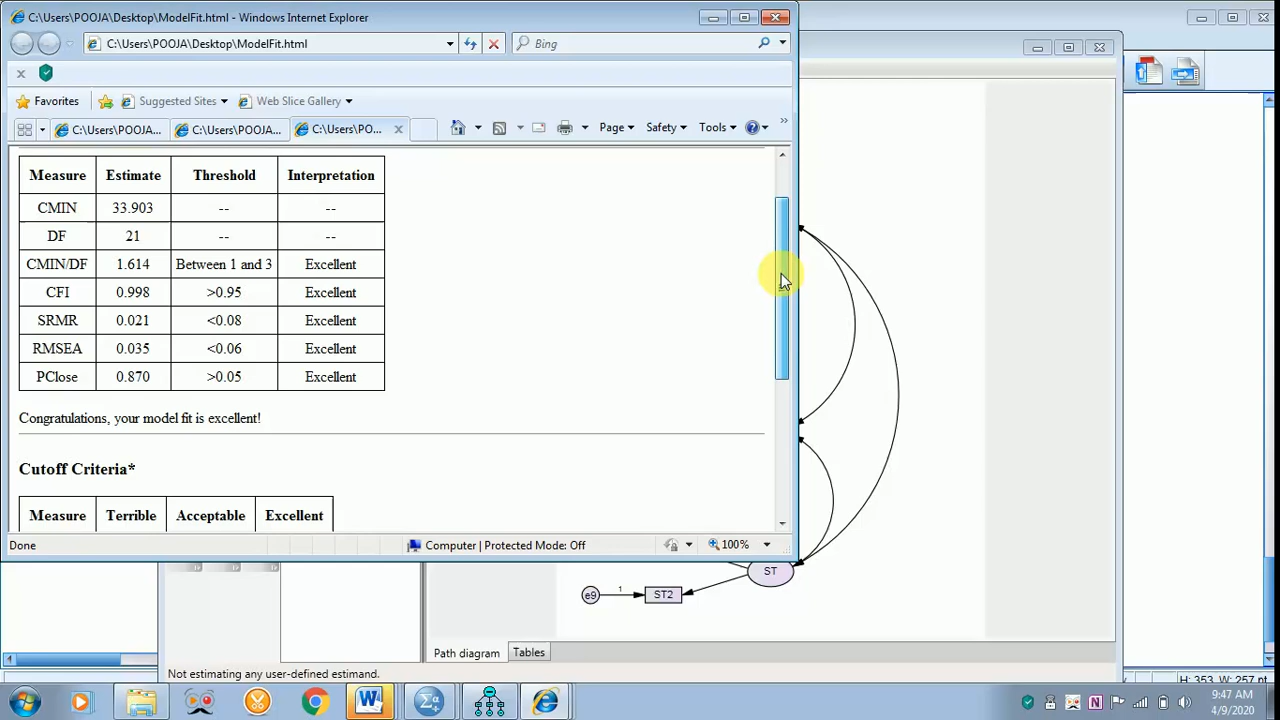 C:\Users\POOJA\Desktop\ModelFit.html - Windows Internet Explorer
C:\Users\POOJA\Desktop\ModelFit.html
Bing
Favorites
Suggested Sites
Web Slice Gallery
C:\Users\POOJA...
C:\Users\POOJA...
C:\Users\PO...
Page
Safety
Tools
Measure Estimate Threshold Interpretation
CMIN 33.903 -- --
DF 21 -- --
CMIN/DF 1.614 Between 1 and 3 Excellent
CFI 0.998 >0.95 Excellent
SRMR 0.021 <0.08 Excellent
RMSEA 0.035 <0.06 Excellent
PClose 0.870 >0.05 Excellent
Congratulations, your model fit is excellent!
Cutoff Criteria*
Measure Terrible Acceptable Excellent
Done
Computer | Protected Mode: Off
100%
ST
e9
1
ST2
Path diagram
Tables
Not estimating any user-defined estimand.
H: 353, W: 257 pt
9:47 AM
4/9/2020